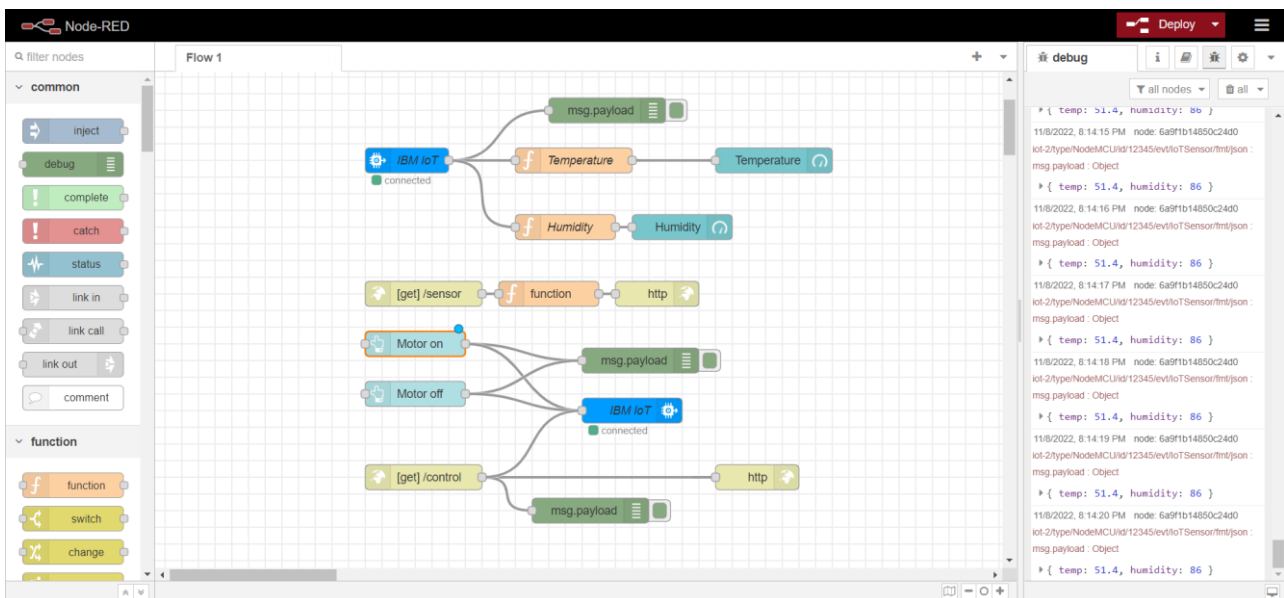 Node-RED
Deploy
filter nodes
Flow 1
debug
i
all nodes
all
common
inject
debug
complete
catch
status
link in
link call
link out
comment
function
function
switch
change
msg.payload
IBM IoT
connected
Temperature
Temperature
Humidity
Humidity
[get] /sensor
function
http
Motor on
Motor off
msg.payload
IBM IoT
connected
[get] /control
http
msg.payload
{ temp: 51.4, humidity: 86 }
11/8/2022, 8:14:15 PM node: 6a9f1b14850c24d0
iot-2/type/NodeMCU/id/12345/evt/IoTSensor/fmt/json :
msg.payload : Object
{ temp: 51.4, humidity: 86 }
11/8/2022, 8:14:16 PM node: 6a9f1b14850c24d0
iot-2/type/NodeMCU/id/12345/evt/IoTSensor/fmt/json :
msg.payload : Object
{ temp: 51.4, humidity: 86 }
11/8/2022, 8:14:17 PM node: 6a9f1b14850c24d0
iot-2/type/NodeMCU/id/12345/evt/IoTSensor/fmt/json :
msg.payload : Object
{ temp: 51.4, humidity: 86 }
11/8/2022, 8:14:18 PM node: 6a9f1b14850c24d0
iot-2/type/NodeMCU/id/12345/evt/IoTSensor/fmt/json :
msg.payload : Object
{ temp: 51.4, humidity: 86 }
11/8/2022, 8:14:19 PM node: 6a9f1b14850c24d0
iot-2/type/NodeMCU/id/12345/evt/IoTSensor/fmt/json :
msg.payload : Object
{ temp: 51.4, humidity: 86 }
11/8/2022, 8:14:20 PM node: 6a9f1b14850c24d0
iot-2/type/NodeMCU/id/12345/evt/IoTSensor/fmt/json :
msg.payload : Object
{ temp: 51.4, humidity: 86 }